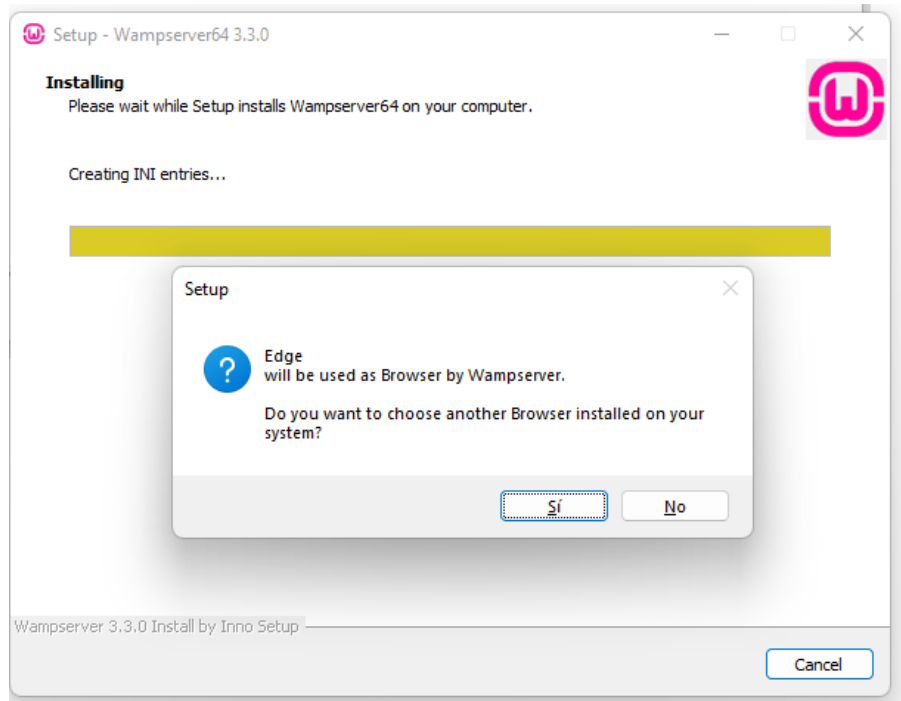 Setup - Wampserver64 3.3.0
Installing
Please wait while Setup installs Wampserver64 on your computer.
Creating INI entries...
Setup
Edge
will be used as Browser by Wampserver.
Do you want to choose another Browser installed on your
system?
Sí
No
Wampserver 3.3.0 Install by Inno Setup
Cancel